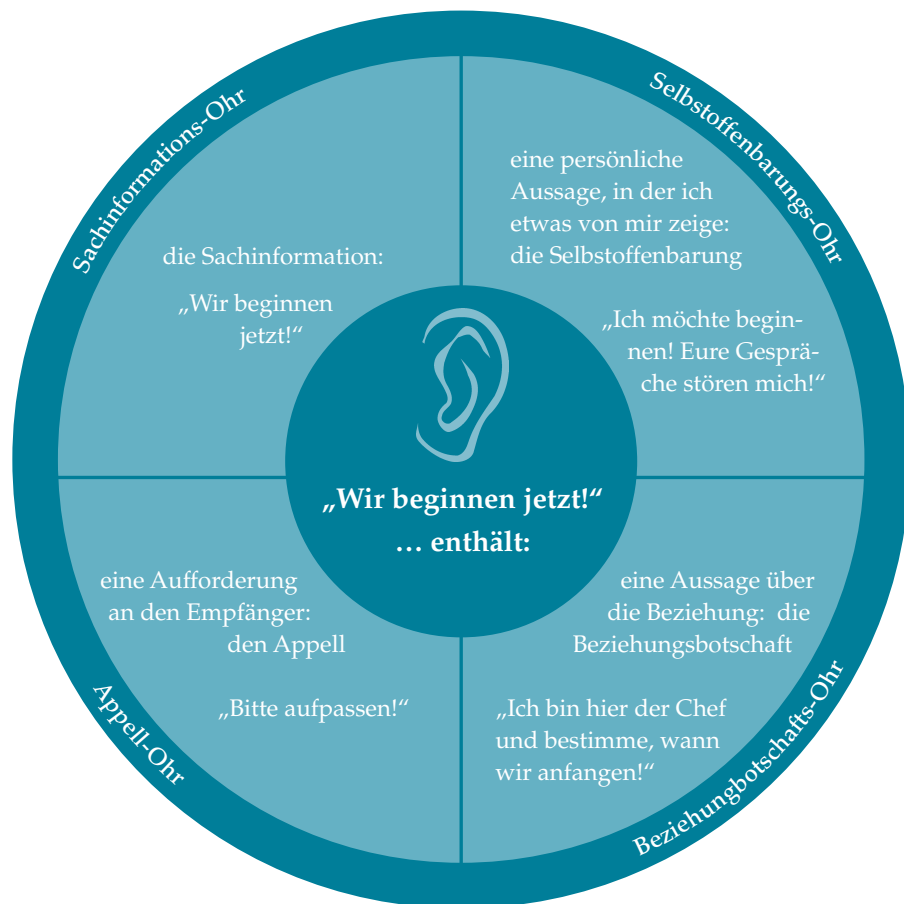 Sachinformations-Ohr
die Sachinformation:
„Wir beginnen
jetzt!“
Selbstoffenbarungs-Ohr
eine persönliche
Aussage, in der ich
etwas von mir zeige:
die Selbstoffenbarung
„Ich möchte begin-
nen! Eure Gesprä-
che stören mich!“
„Wir beginnen jetzt!“
… enthält:
Appell-Ohr
eine Aufforderung
an den Empfänger:
den Appell
„Bitte aufpassen!“
Beziehungbotschafts-Ohr
eine Aussage über
die Beziehung: die
Beziehungsbotschaft
„Ich bin hier der Chef
und bestimme, wann
wir anfangen!“